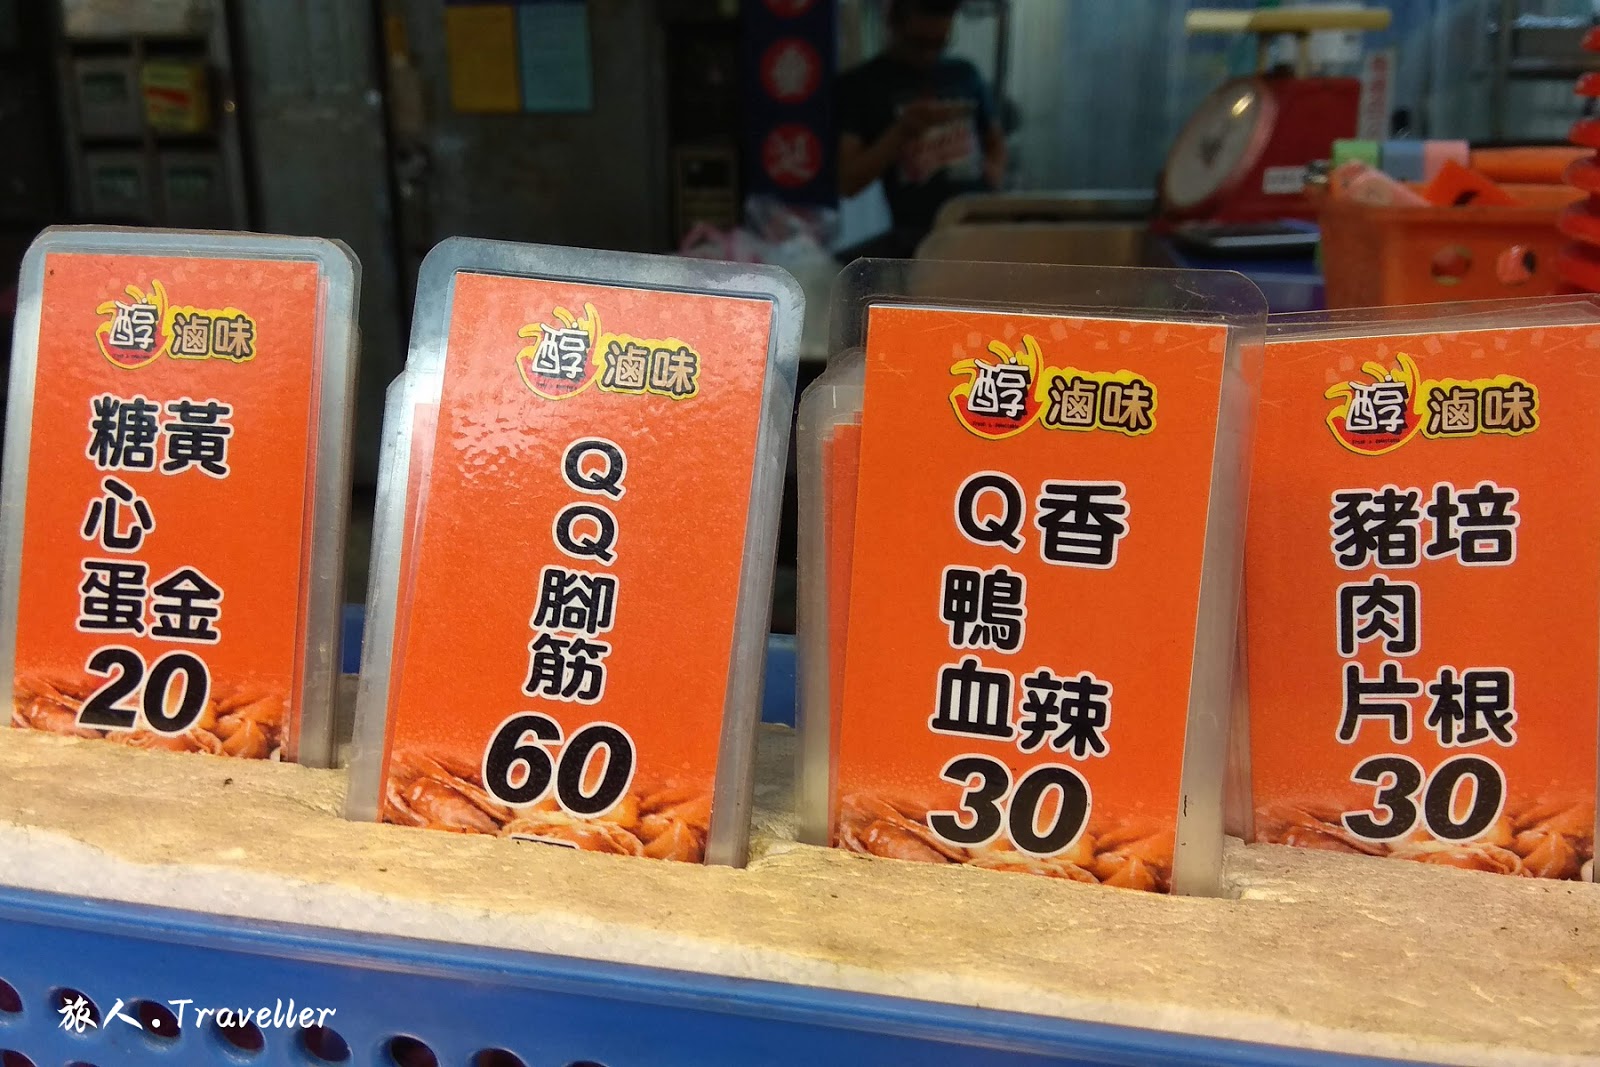 醇滷味
黃金
糖心蛋
20
醇滷味
QQ腳筋
60
醇滷味
香辣
Q鴨血
30
醇滷味
培根
豬肉片
30
旅人.Traveller